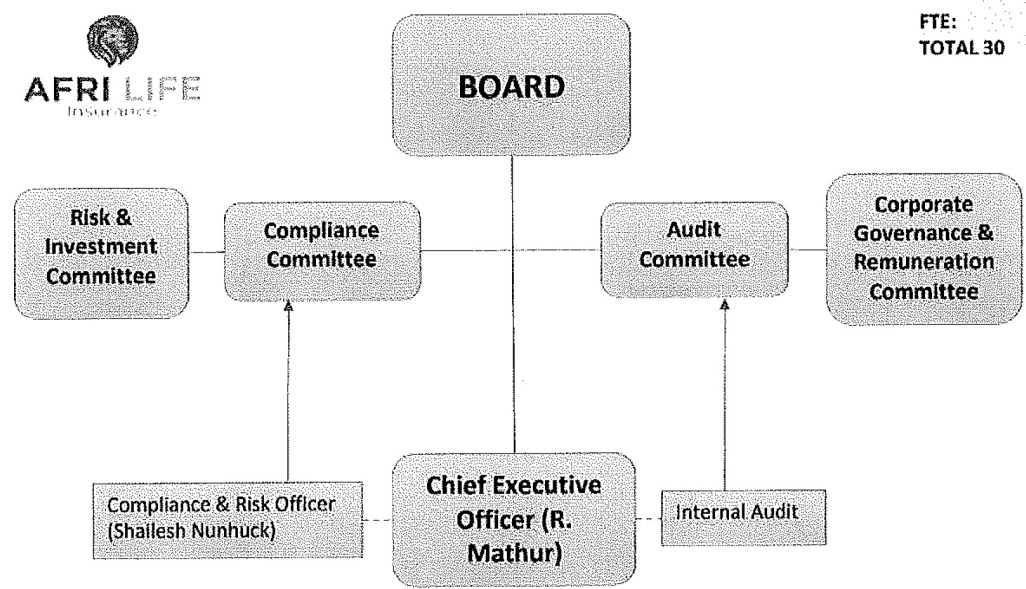 AFRI LIFE
Insurance
FTE:
TOTAL 30
BOARD
Risk &
Investment
Committee
Compliance
Committee
Audit
Committee
Corporate
Governance &
Remuneration
Committee
Compliance & Risk Officer
(Shailesh Nunhuck)
Chief Executive
Officer (R.
Mathur)
Internal Audit